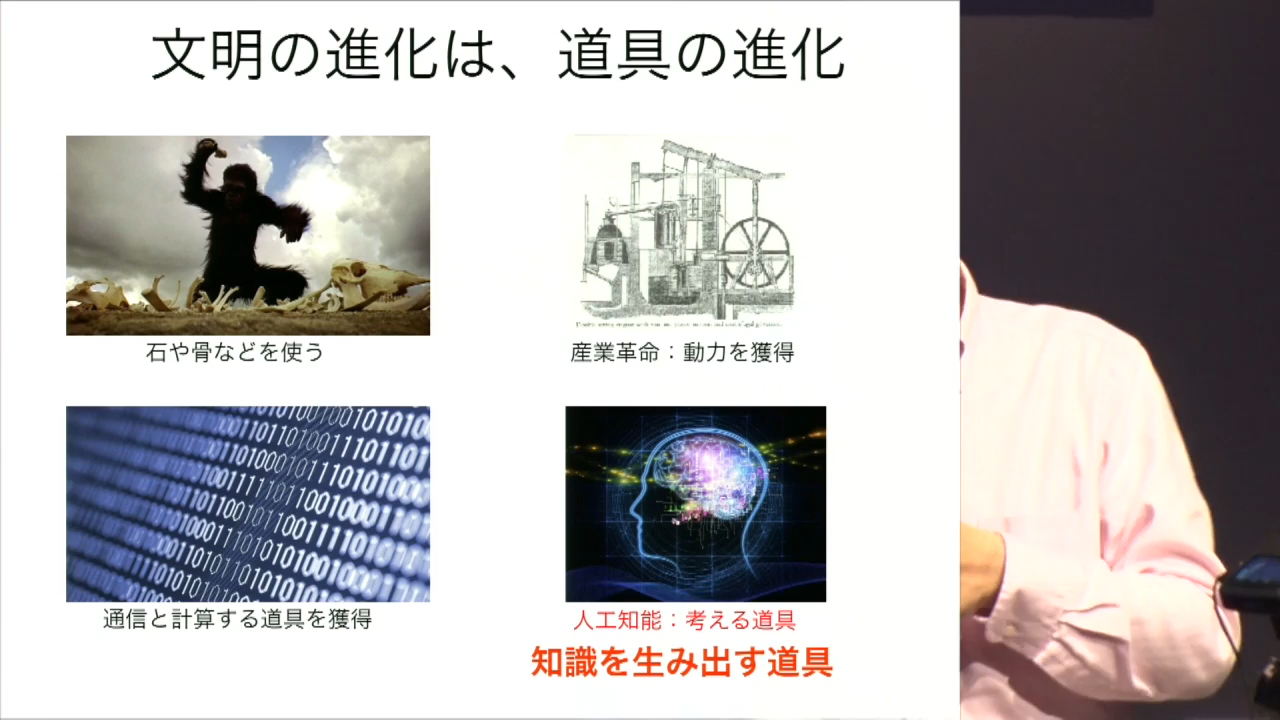 文明の進化は、道具の進化
石や骨などを使う
産業革命：動力を獲得
通信と計算する道具を獲得
人工知能：考える道具
知識を生み出す道具